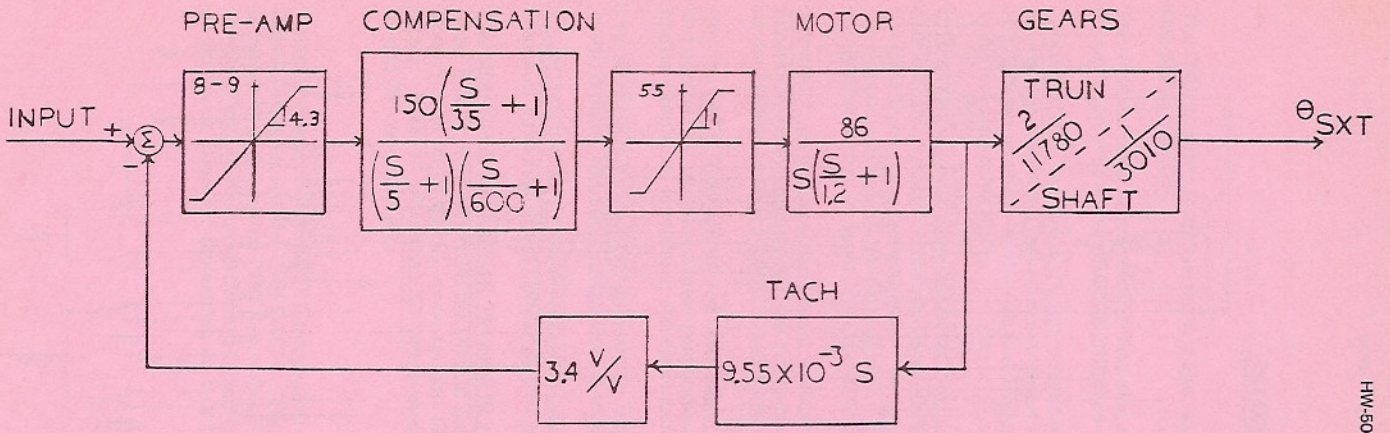 PRE-AMP
COMPENSATION
MOTOR
GEARS
INPUT
+
Σ
−
8-9
4.3
150(S/35 + 1)
(S/5 + 1)(S/600 + 1)
55
1
86
S(S/1.2 + 1)
TRUN
2/11780
1/3010
SHAFT
θSXT
TACH
3.4 V/V
9.55X10⁻³ S
HW-50